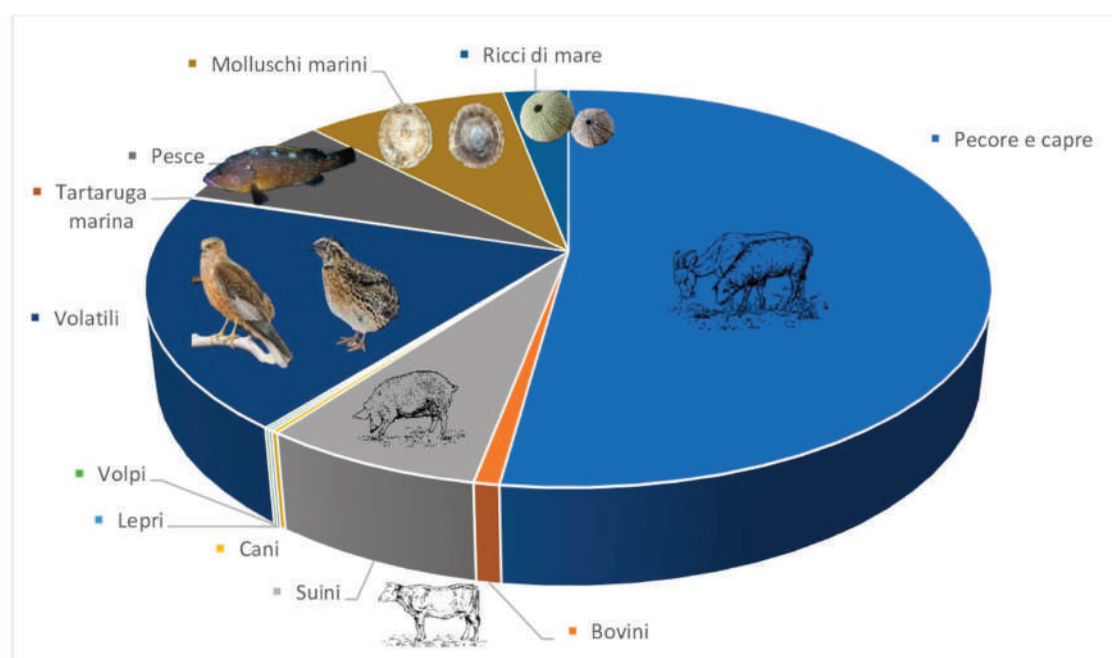 Ricci di mare
Molluschi marini
Pecore e capre
Pesce
Tartaruga
marina
Volatili
Volpi
Lepri
Cani
Suini
Bovini